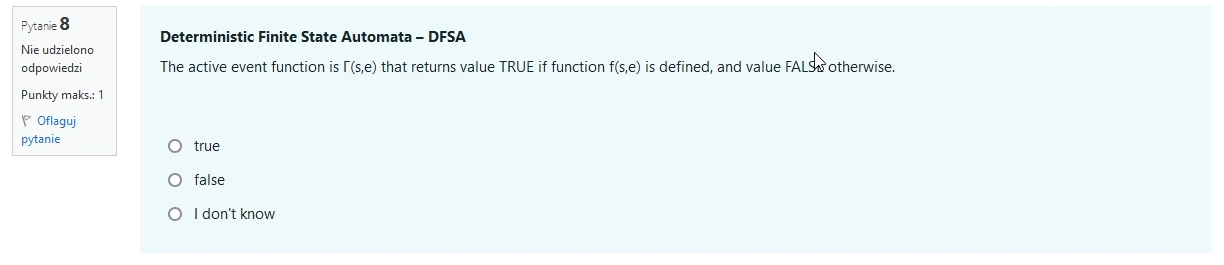 Pytanie 8
Nie udzielono
odpowiedzi
Punkty maks.: 1
Oflaguj
pytanie
Deterministic Finite State Automata – DFSA
The active event function is Γ(s,e) that returns value TRUE if function f(s,e) is defined, and value FALSE otherwise.
true
false
I don't know